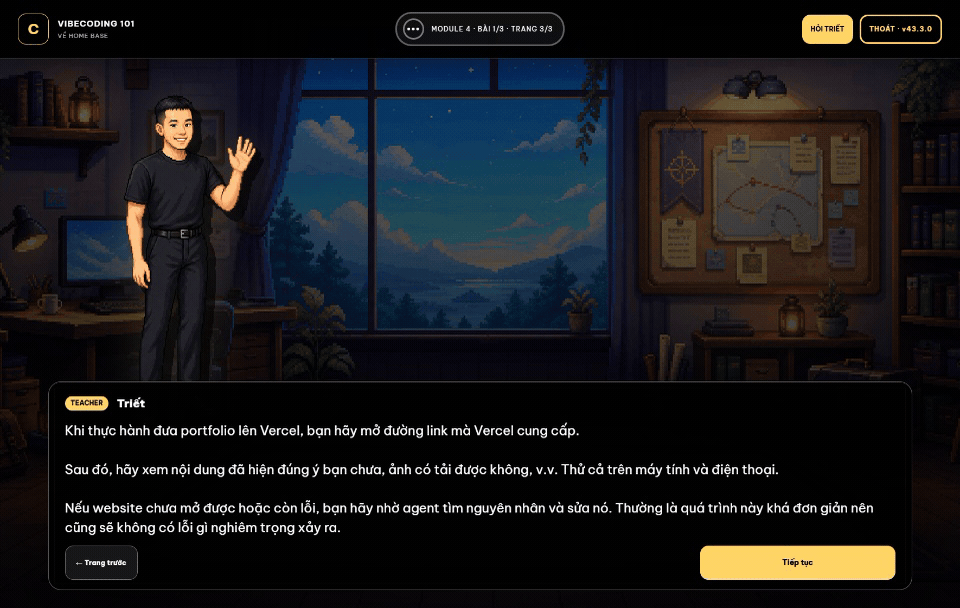 C
VIBECODING 101
VỀ HOME BASE
MODULE 4 · BÀI 1/3 · TRANG 3/3
HỎI TRIẾT
THOÁT · v43.3.0
TEACHER Triết
Khi thực hành đưa portfolio lên Vercel, bạn hãy mở đường link mà Vercel cung cấp.
Sau đó, hãy xem nội dung đã hiện đúng ý bạn chưa, ảnh có tải được không, v.v. Thử cả trên máy tính và điện thoại.
Nếu website chưa mở được hoặc còn lỗi, bạn hãy nhờ agent tìm nguyên nhân và sửa nó. Thường là quá trình này khá đơn giản nên
cũng sẽ không có lỗi gì nghiêm trọng xảy ra.
← Trang trước
Tiếp tục